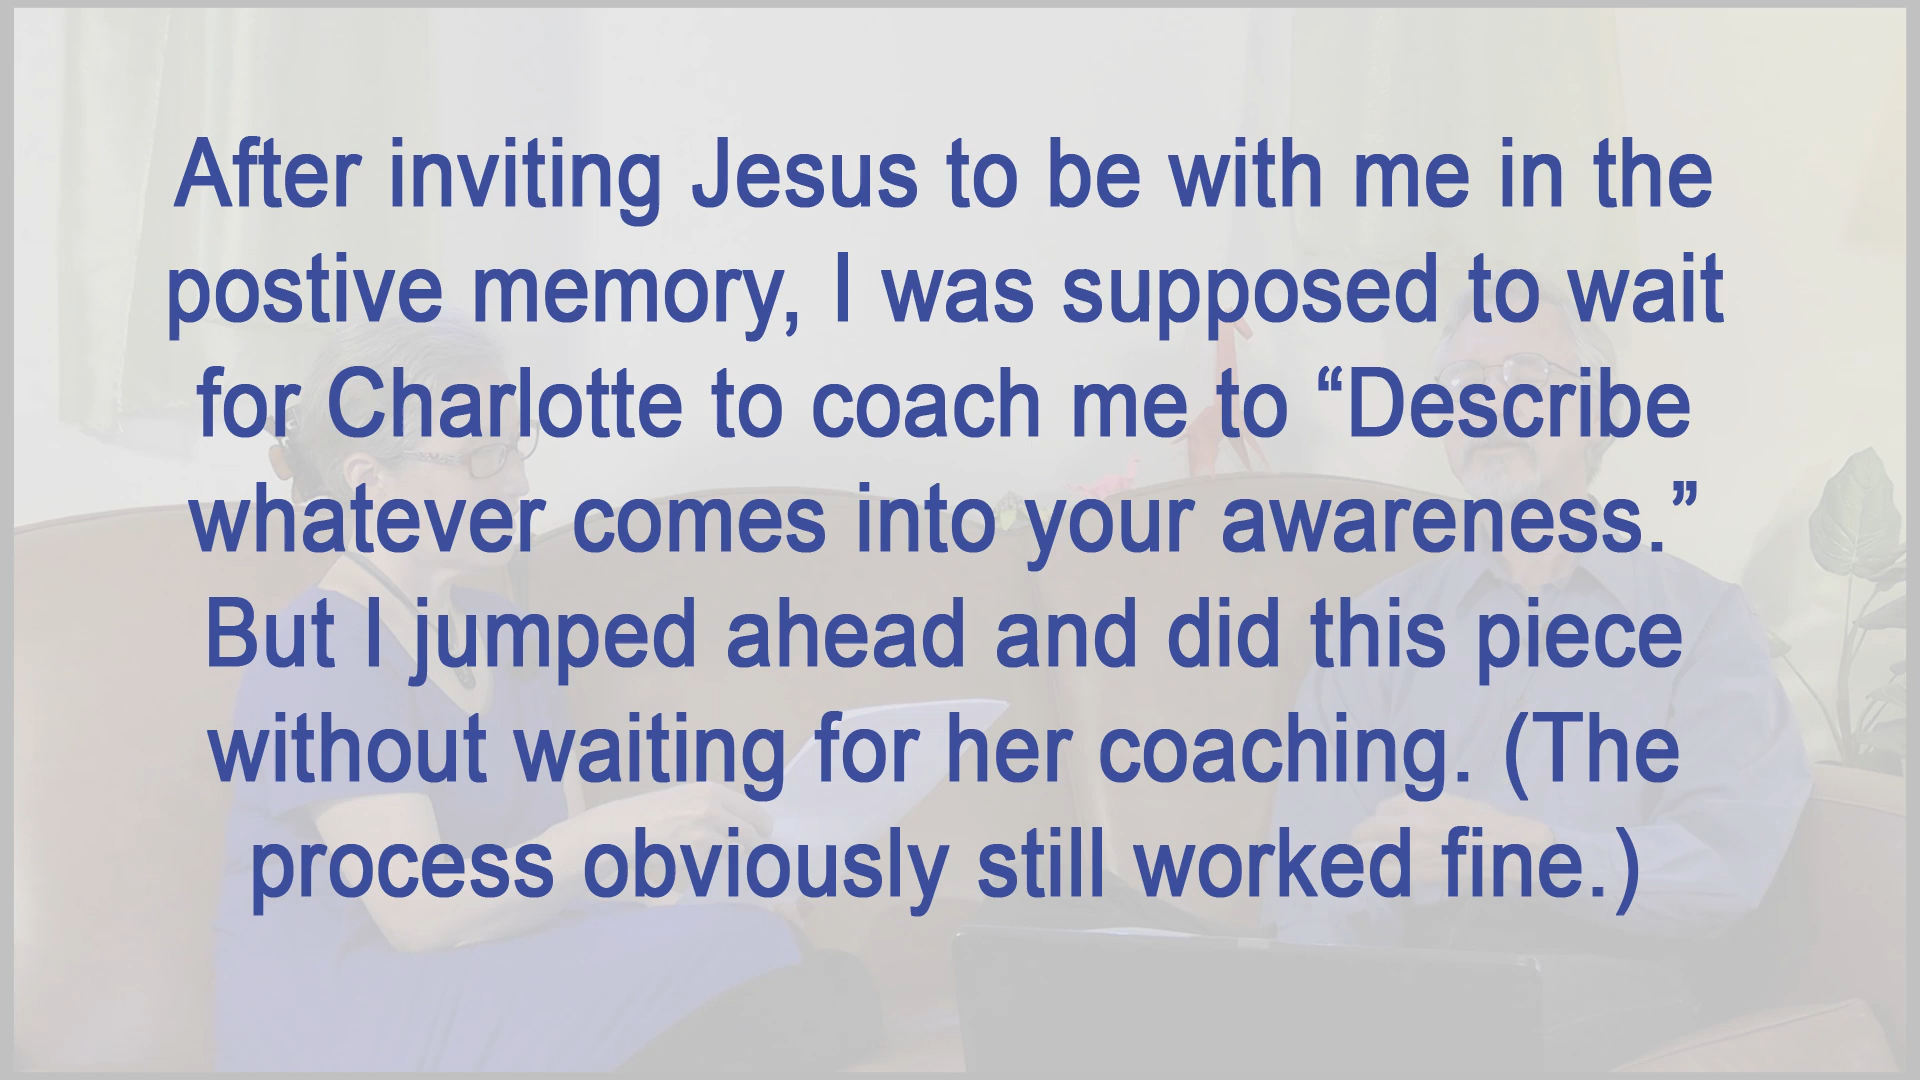 After inviting Jesus to be with me in the
postive memory, I was supposed to wait
for Charlotte to coach me to “Describe
whatever comes into your awareness.”
But I jumped ahead and did this piece
without waiting for her coaching. (The
process obviously still worked fine.)